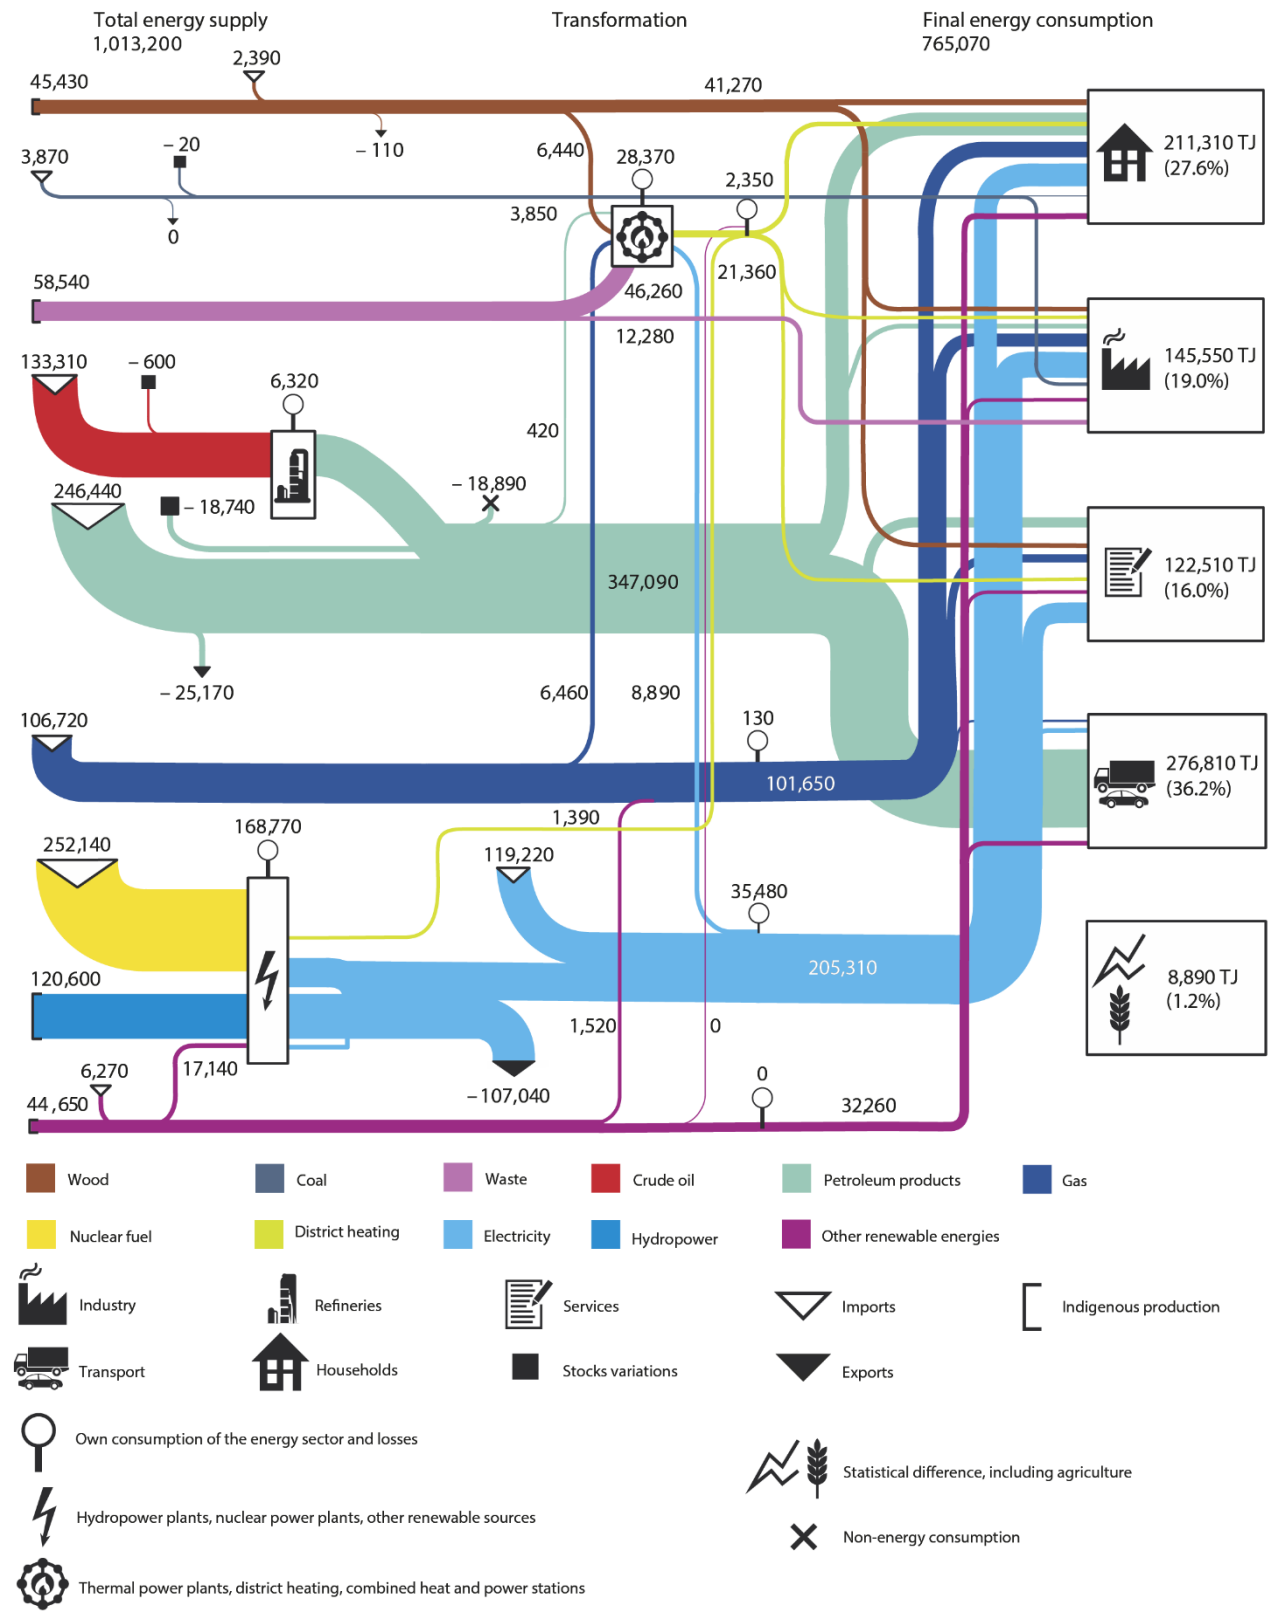 Total energy supply
1,013,200
Transformation
Final energy consumption
765,070
2,390
45,430
41,270
– 110
6,440
– 20
3,870
0
28,370
2,350
3,850
211,310 TJ
(27.6%)
58,540
46,260
21,360
12,280
145,550 TJ
(19.0%)
133,310
– 600
6,320
420
246,440
– 18,740
– 18,890
347,090
122,510 TJ
(16.0%)
– 25,170
6,460
8,890
106,720
130
101,650
276,810 TJ
(36.2%)
1,390
168,770
252,140
119,220
35,480
205,310
120,600
8,890 TJ
(1.2%)
1,520
0
17,140
6,270
– 107,040
0
44,650
32260
Wood
Coal
Waste
Crude oil
Petroleum products
Gas
Nuclear fuel
District heating
Electricity
Hydropower
Other renewable energies
Industry
Refineries
Services
Imports
Indigenous production
Transport
Households
Stocks variations
Exports
Own consumption of the energy sector and losses
Statistical difference, including agriculture
Hydropower plants, nuclear power plants, other renewable sources
Non-energy consumption
Thermal power plants, district heating, combined heat and power stations